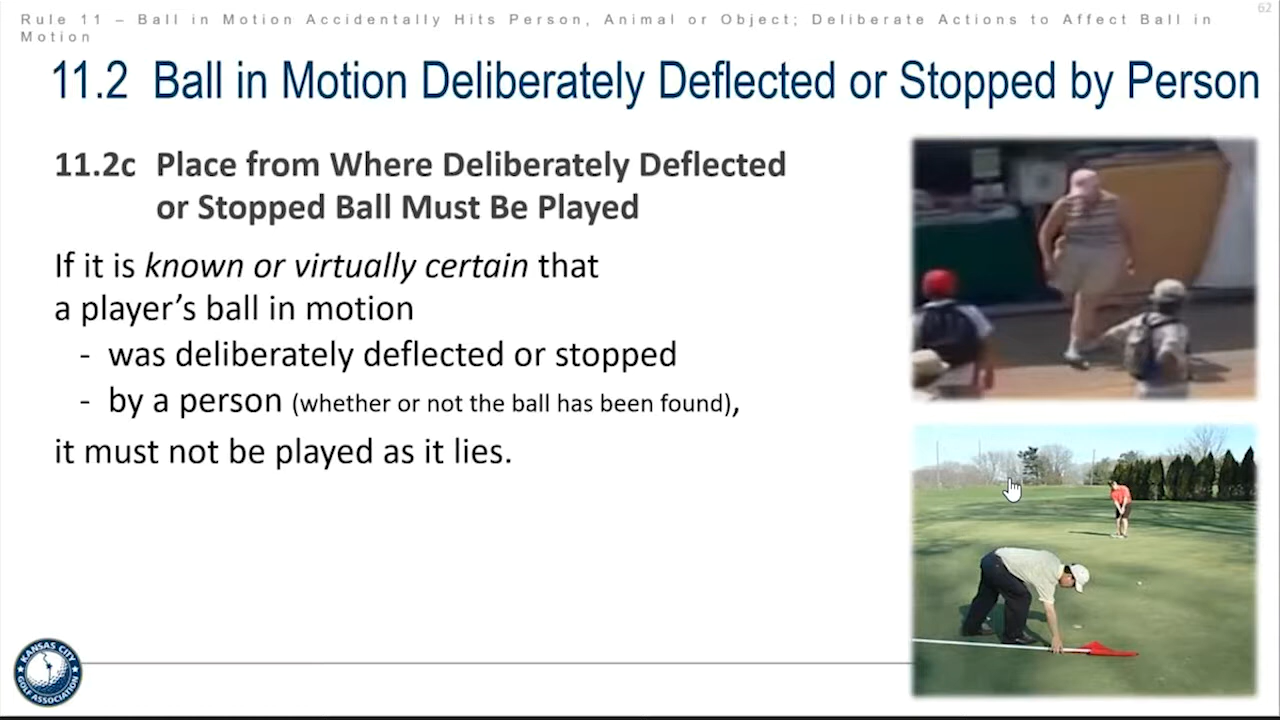 Rule 11 – Ball in Motion Accidentally Hits Person, Animal or Object; Deliberate Actions to Affect Ball in
Motion
62
11.2 Ball in Motion Deliberately Deflected or Stopped by Person
11.2c Place from Where Deliberately Deflected
or Stopped Ball Must Be Played
If it is known or virtually certain that
a player’s ball in motion
- was deliberately deflected or stopped
- by a person (whether or not the ball has been found),
it must not be played as it lies.
KANSAS CITY
GOLF ASSOCIATION